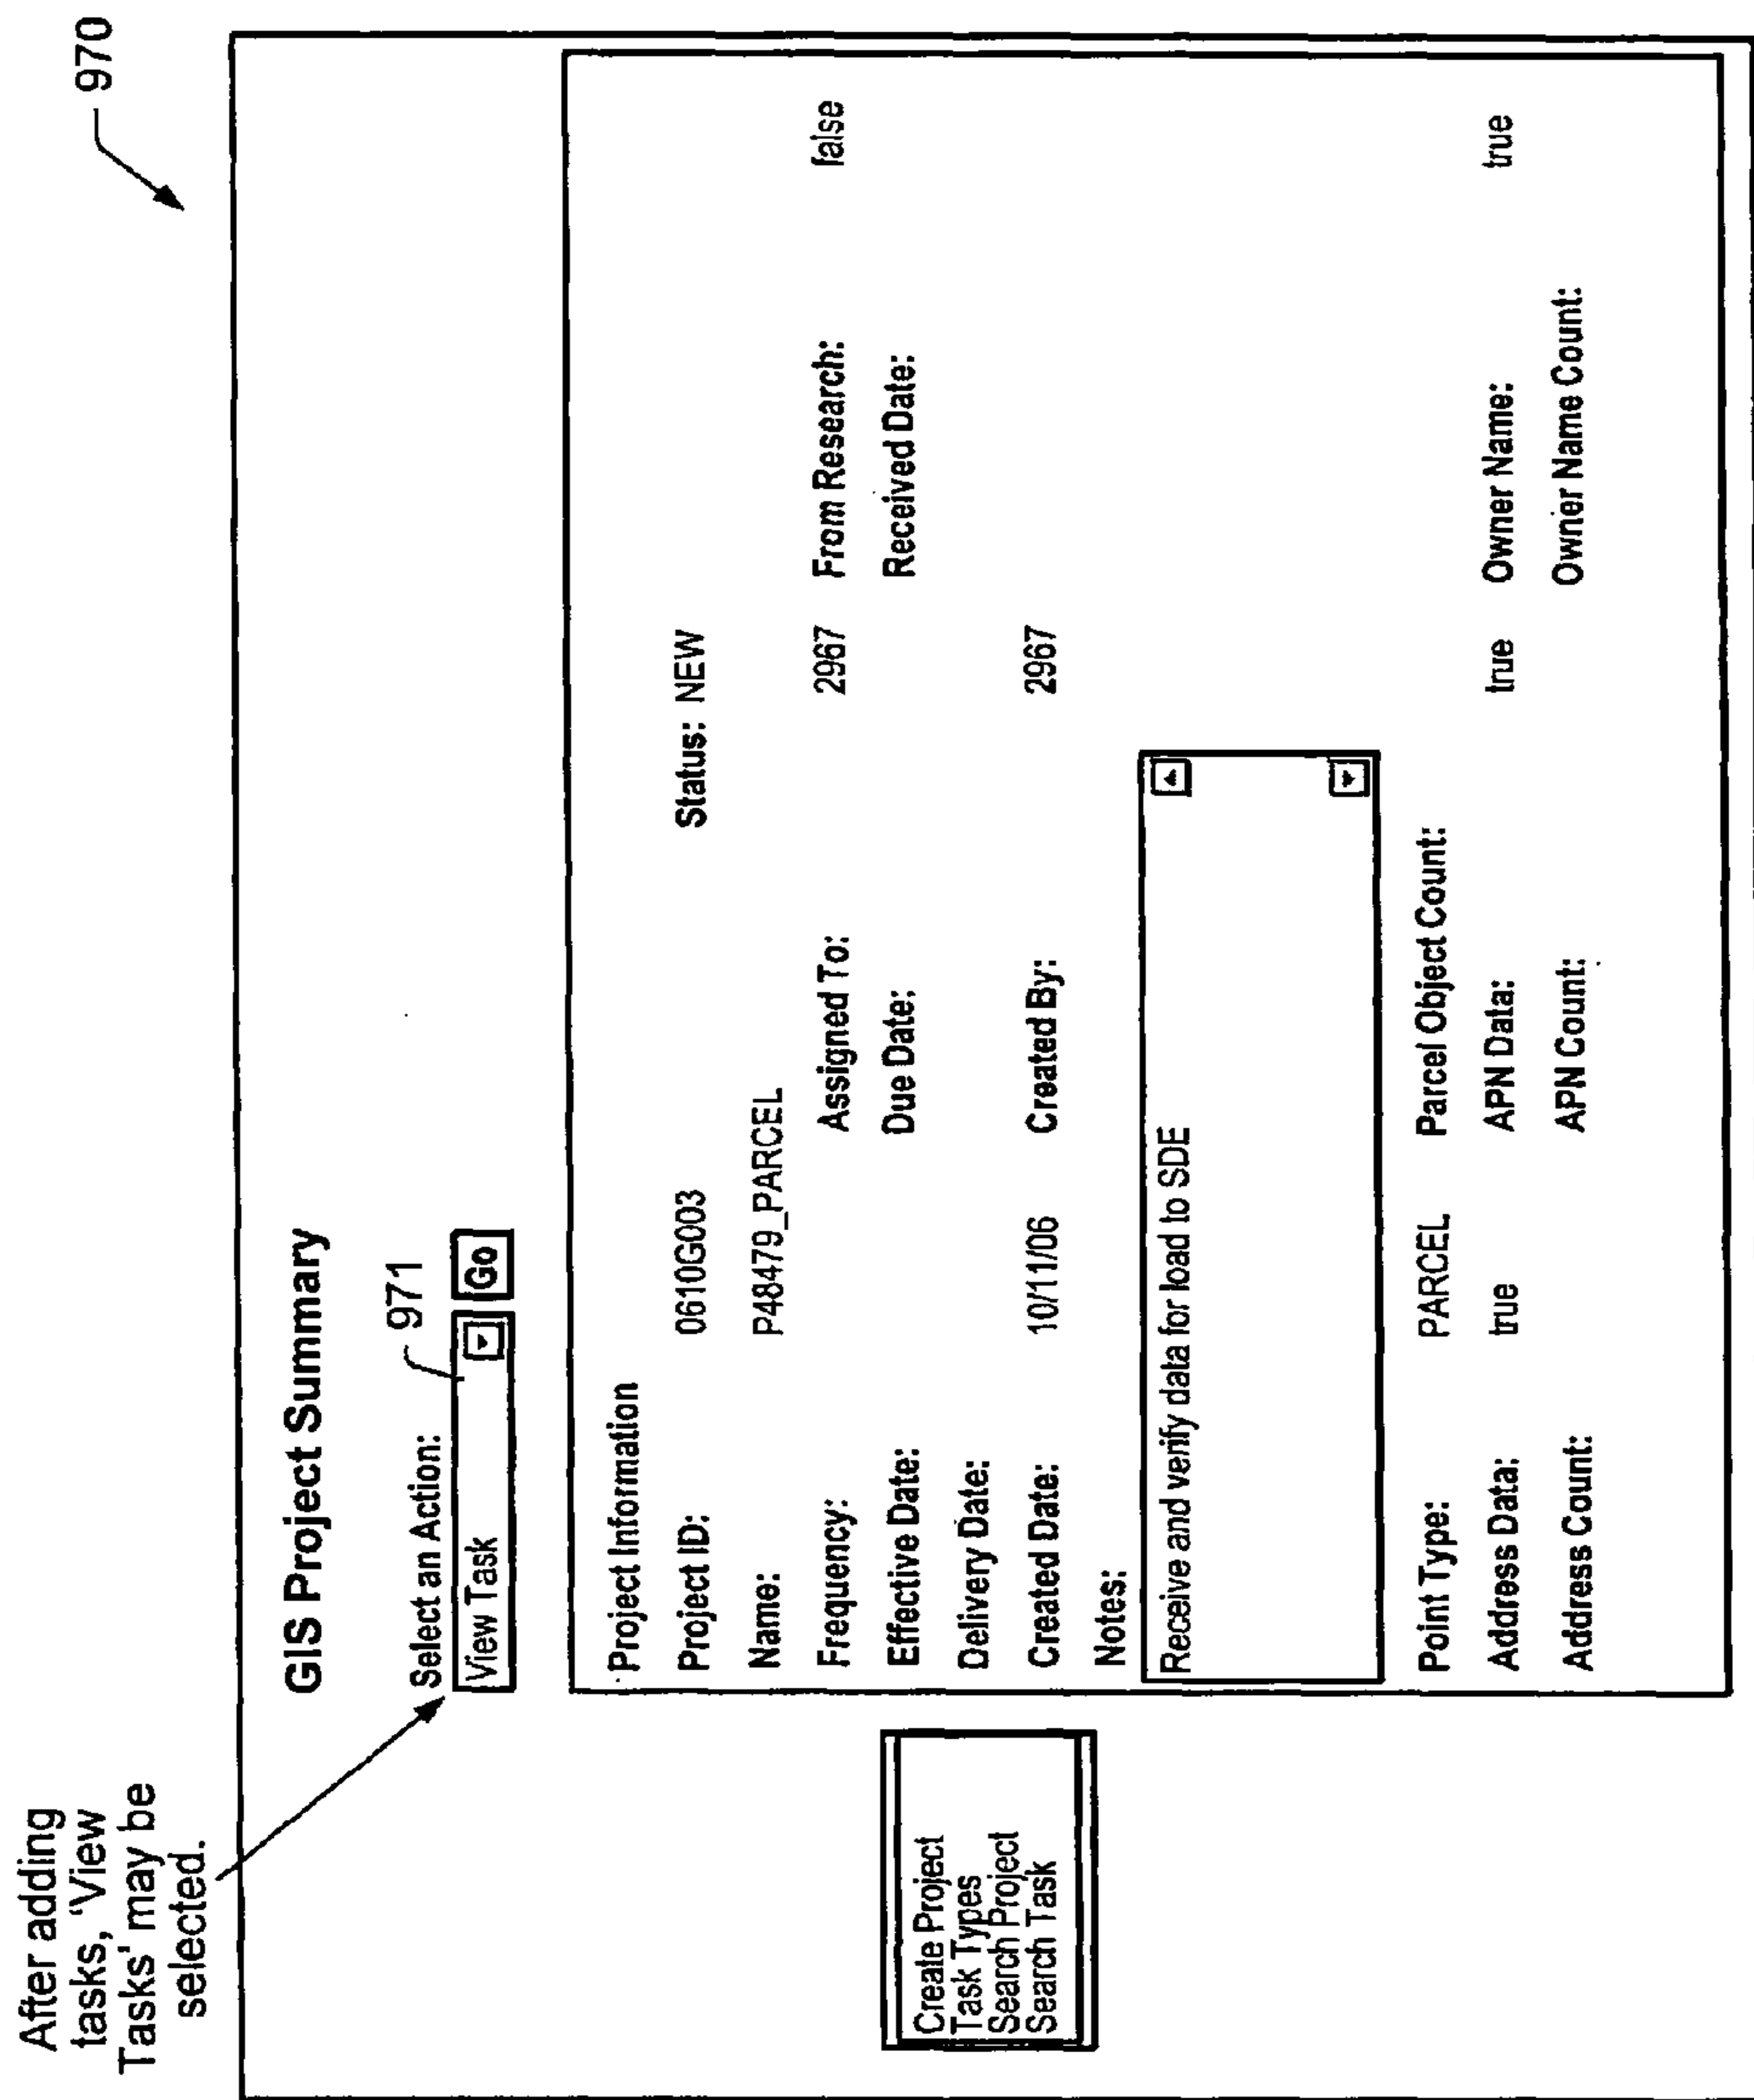 970
After adding
tasks, 'View
Tasks' may be
selected.
GIS Project Summary
Select an Action:
971
View Task Go
Project Information
Project ID: 0610G003 Status: NEW
Name: P48479_PARCEL
Frequency: Assigned To: 2967 From Research: false
Effective Date: Due Date: Received Date:
Delivery Date:
Created Date: 10/11/06 Created By: 2967
Notes:
Receive and verify data for load to SDE
Point Type: PARCEL Parcel Object Count:
Address Data: true APN Data: true Owner Name: true
Address Count: APN Count: Owner Name Count:
Create Project
Task Types
Search Project
Search Task